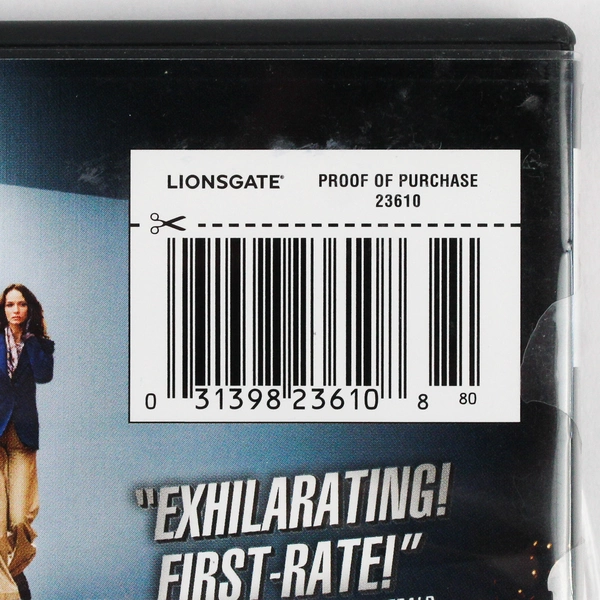 LIONSGATE®
PROOF OF PURCHASE
23610
0 31398 23610 8 80
"EXHILARATING!
FIRST-RATE!"